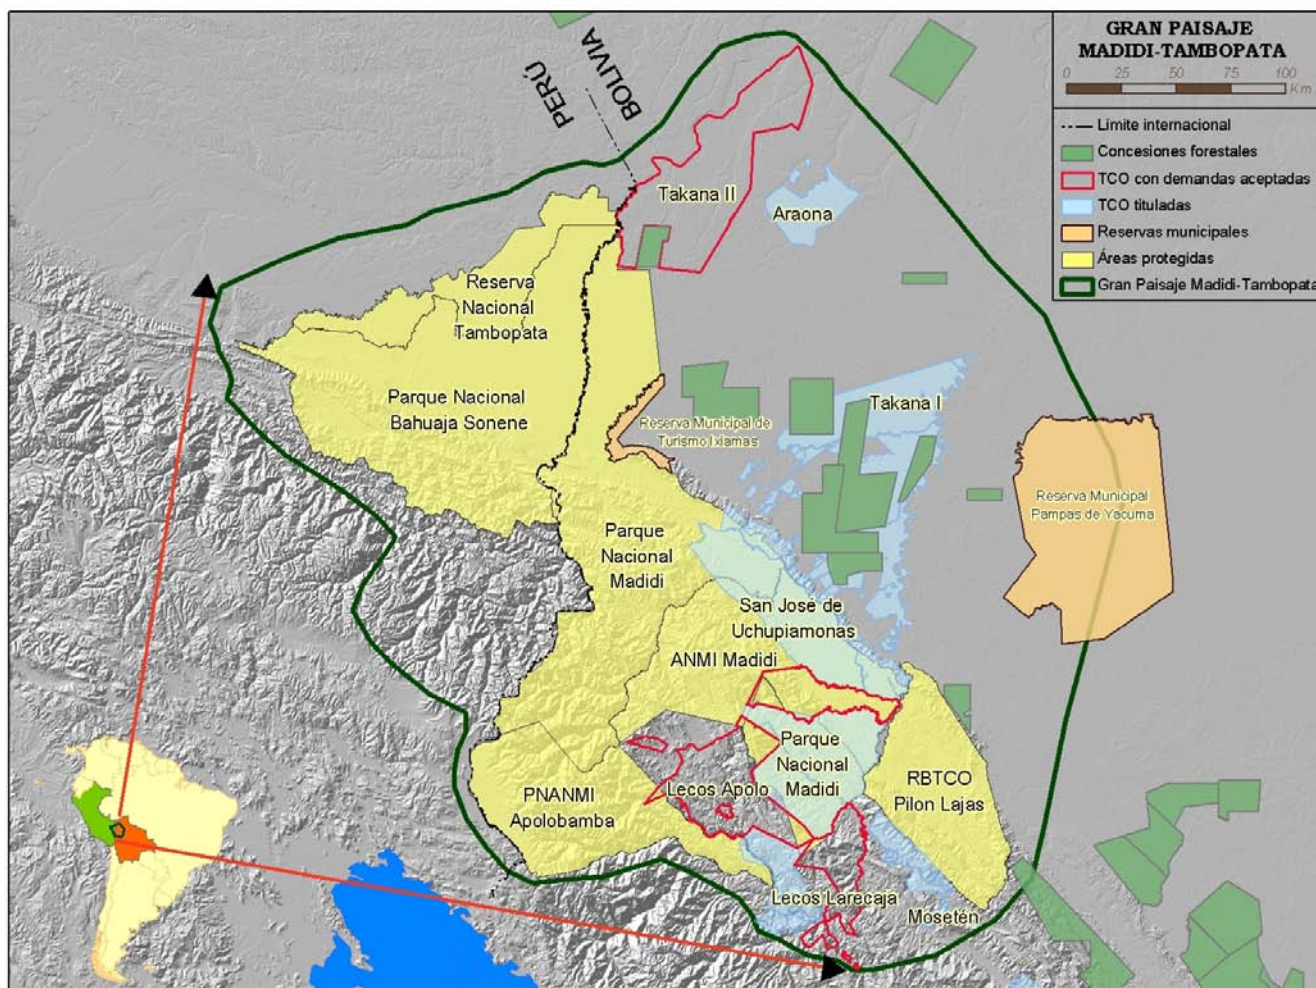 GRAN PAISAJE
MADIDI-TAMBOPATA
0 25 50 75 100
Km.
Límite internacional
Concesiones forestales
TCO con demandas aceptadas
TCO tituladas
Reservas municipales
Áreas protegidas
Gran Paisaje Madidi-Tambopata
PERÚ
BOLIVIA
Takana II
Araona
Reserva
Nacional
Tambopata
Parque Nacional
Bahuaja Sonene
Reserva Municipal de
Turismo Ixiamas
Takana I
Reserva Municipal
Pampas de Yacuma
Parque
Nacional
Madidi
San José de
Uchupiamonas
ANMI Madidi
Parque
Nacional
Madidi
RBTCO
Pilon Lajas
PNANMI
Apolobamba
Lecos Apolo
Lecos Larecaja
Mosetén